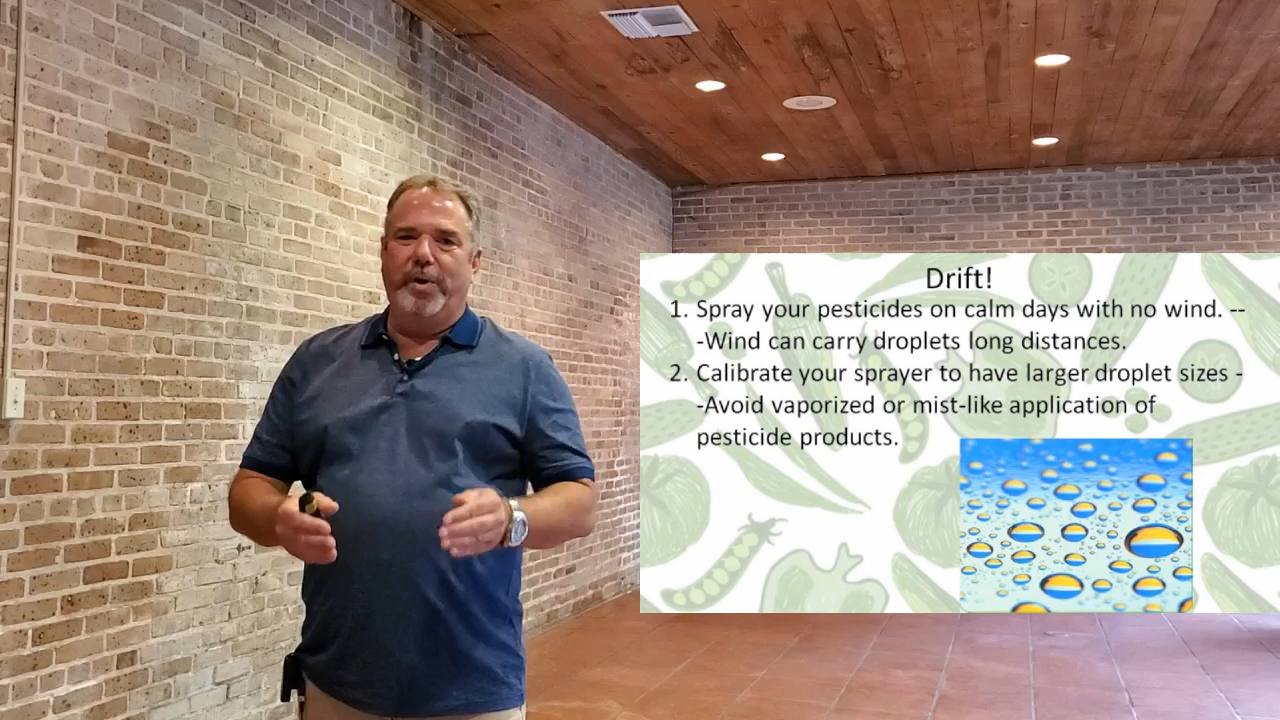 Drift!
1. Spray your pesticides on calm days with no wind. --
-Wind can carry droplets long distances.
2. Calibrate your sprayer to have larger droplet sizes -
-Avoid vaporized or mist-like application of
pesticide products.